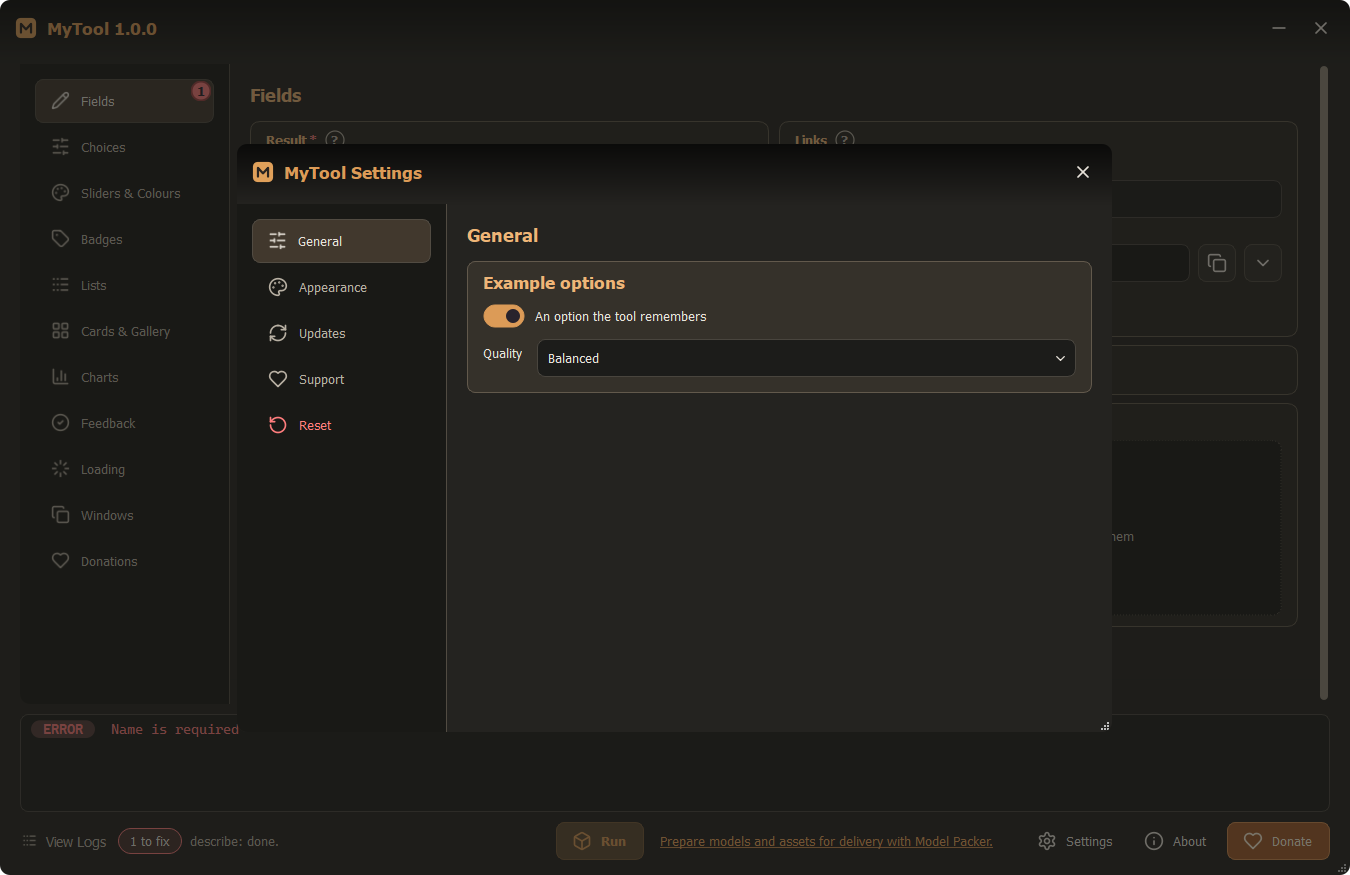 MyTool 1.0.0
Fields
1
Choices
Sliders & Colours
Badges
Lists
Cards & Gallery
Charts
Feedback
Loading
Windows
Donations
Fields
Result * ?
Links ?
MyTool Settings
General
Appearance
Updates
Support
Reset
General
Example options
An option the tool remembers
Quality
Balanced
ERROR Name is required
View Logs
1 to fix
describe: done.
Run
Prepare models and assets for delivery with Model Packer.
Settings
About
Donate